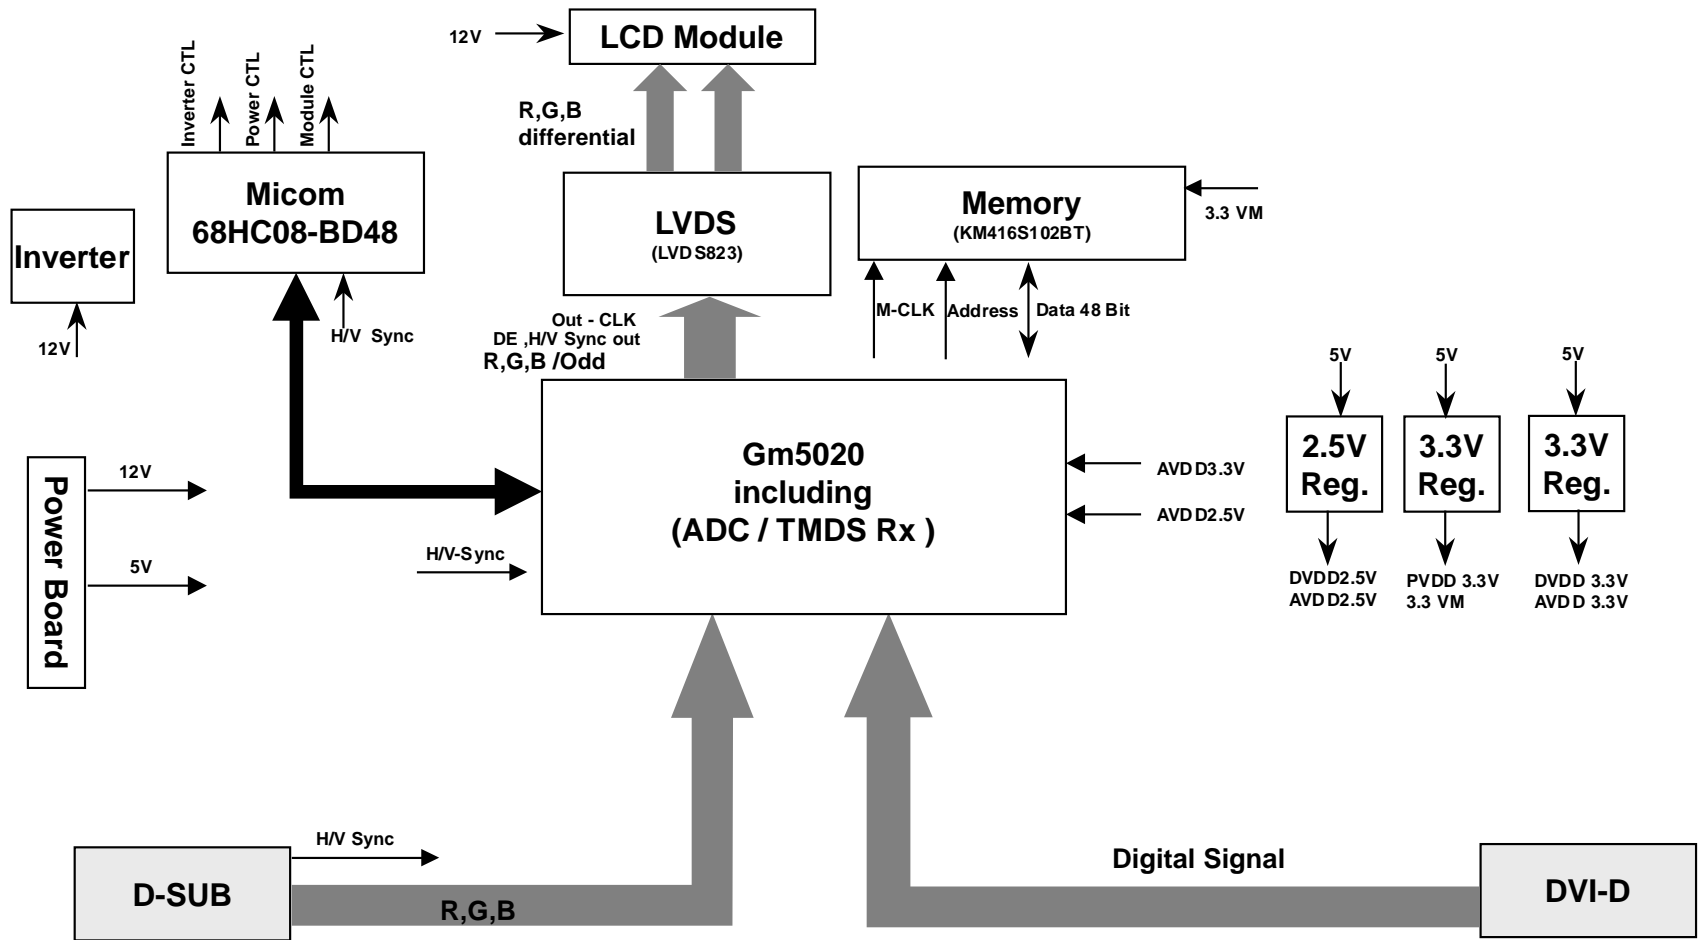 12V
LCD Module
Inverter CTL
Power CTL
Module CTL
R,G,B
differential
Micom
68HC08-BD48
LVDS
(LVDS823)
Memory
(KM416S102BT)
3.3 VM
Inverter
12V
H/V Sync
Out - CLK
DE ,H/V Sync out
R,G,B /Odd
M-CLK
Address
Data 48 Bit
5V
5V
5V
2.5V
Reg.
3.3V
Reg.
3.3V
Reg.
Gm5020
including
(ADC / TMDS Rx )
AVDD3.3V
AVDD2.5V
Power Board
12V
5V
H/V-Sync
DVDD2.5V
AVDD2.5V
PVDD 3.3V
3.3 VM
DVDD 3.3V
AVDD 3.3V
H/V Sync
D-SUB
R,G,B
Digital Signal
DVI-D